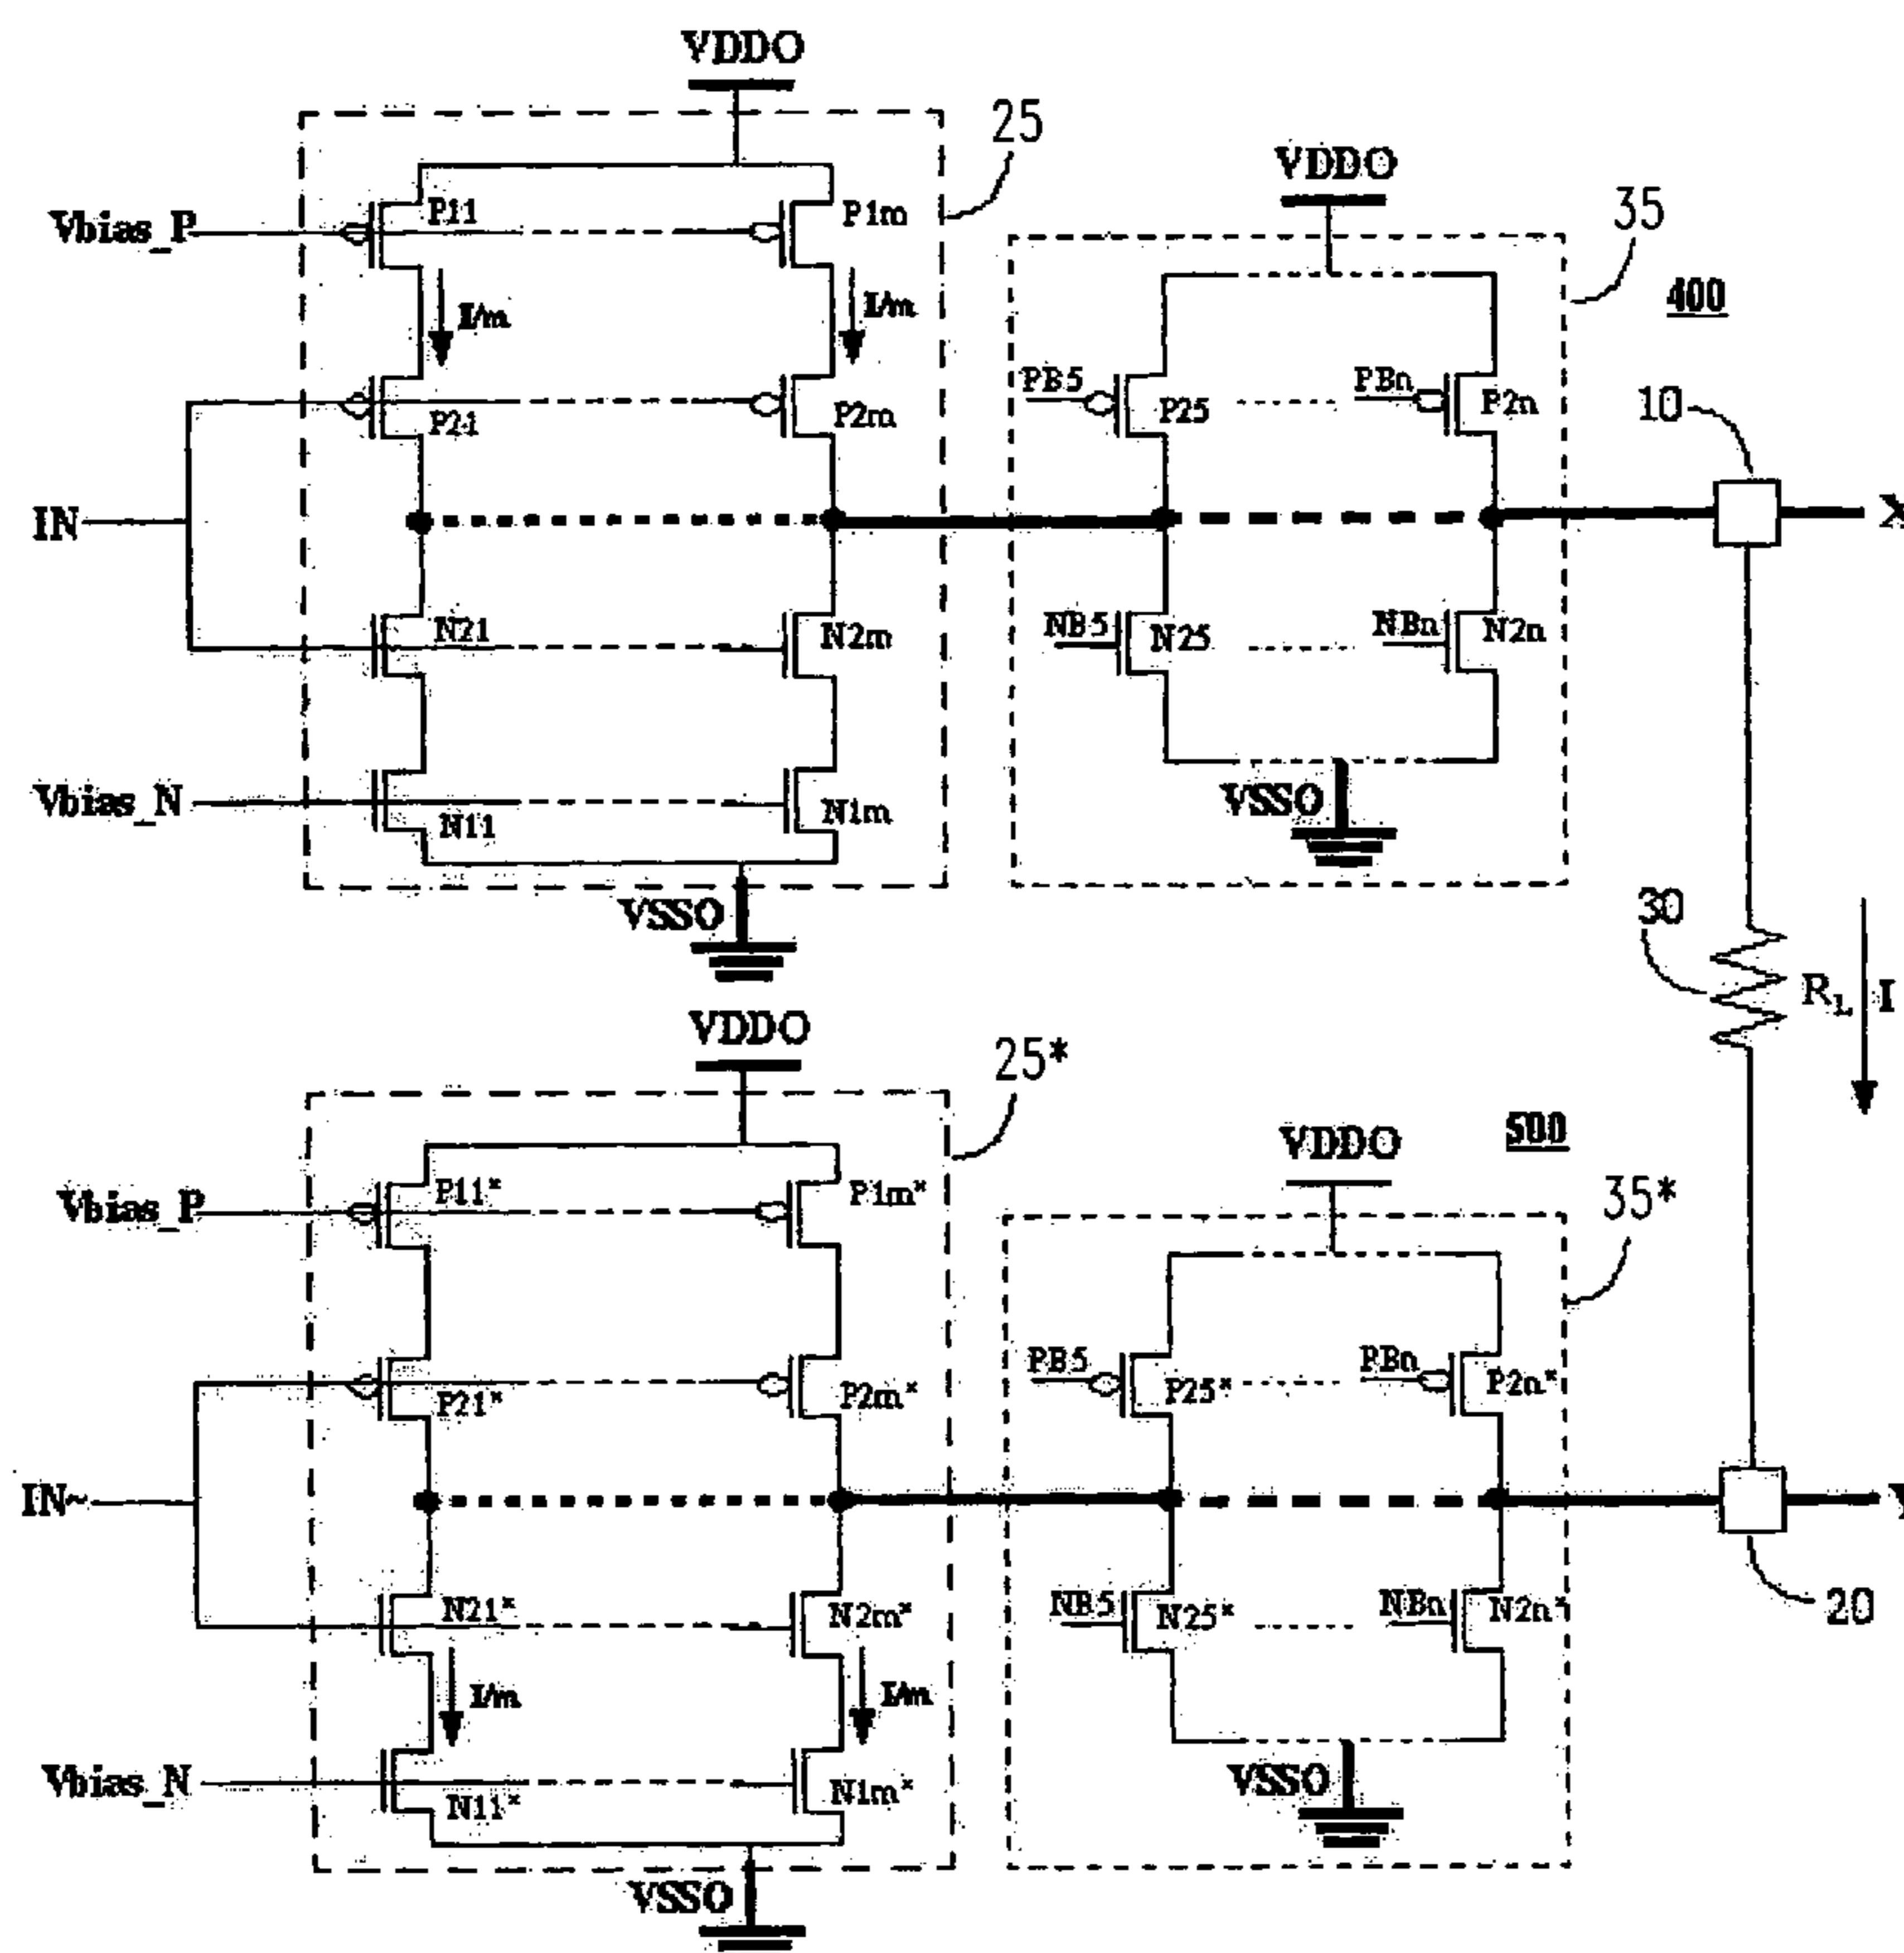 VDDO
25
VDDO
35
Vbias_P
P11
P1m
400
I/m
I/m
PB5
P25
PBn
P2n
10
P21
P2m
IN
X
N21
N2m
NB5
N25
NBn
N2n
Vbias_N
N11
N1m
VSSO
VSSO
30
RL
I
VDDO
25*
VDDO
500
35*
Vbias_P
P11*
P1m*
PB5
P25*
PBn
P2n*
P21*
P2m*
IN~
N21*
N2m*
NB5
N25*
NBn
N2n*
20
I/m
I/m
Vbias_N
N11*
N1m*
VSSO
VSSO